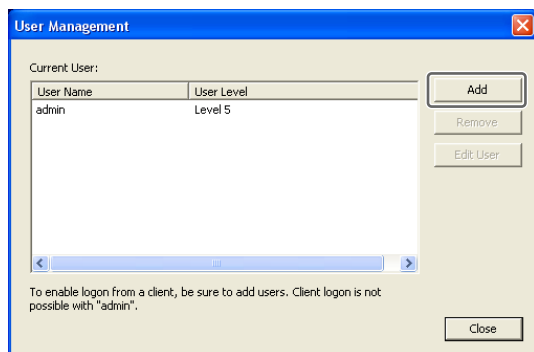 User Management
Current User:
User Name User Level
admin Level 5
Add
Remove
Edit User
To enable logon from a client, be sure to add users. Client logon is not
possible with "admin".
Close